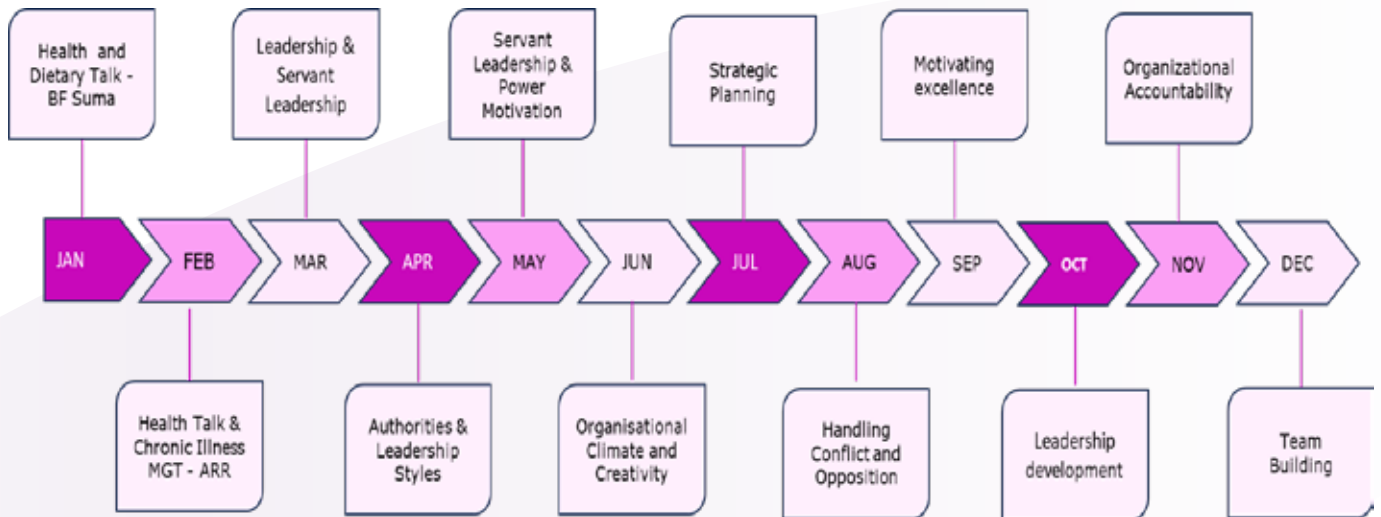 Health and
Dietary Talk -
BF Suma
Leadership &
Servant
Leadership
Servant
Leadership &
Power
Motivation
Strategic
Planning
Motivating
excellence
Organizational
Accountability
JAN
FEB
MAR
APR
MAY
JUN
JUL
AUG
SEP
OCT
NOV
DEC
Health Talk &
Chronic Illness
MGT - ARR
Authorities &
Leadership
Styles
Organisational
Climate and
Creativity
Handling
Conflict and
Opposition
Leadership
development
Team
Building